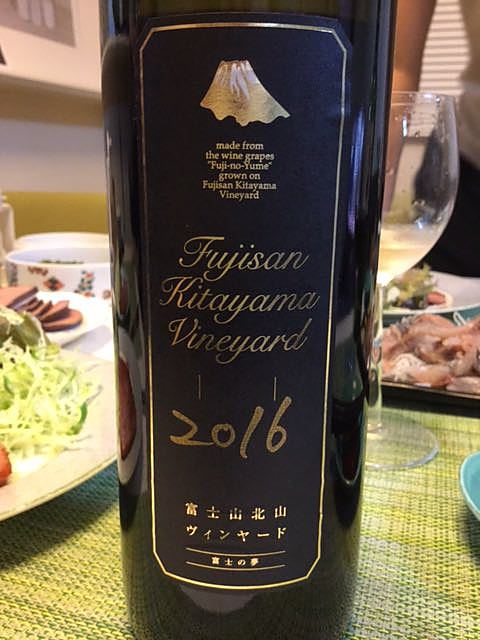 made from
the wine grapes
"Fuji-no-Yume"
grown on
Fujisan Kitayama
Vineyard
Fujisan
Kitayama
Vineyard
2016
富士山北山
ヴィンヤード
富士の夢